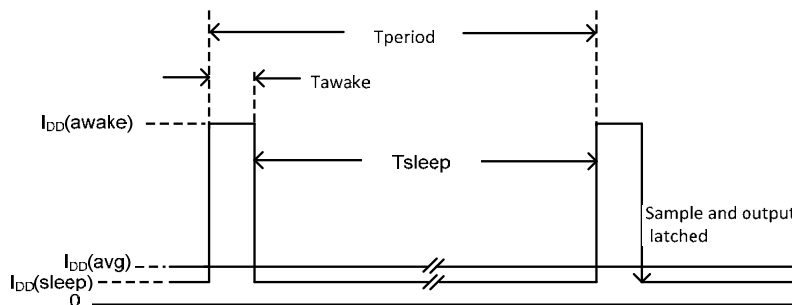 Tperiod
Tawake
IDD(awake)
Tsleep
Sample and output
latched
IDD(avg)
IDD(sleep)
0